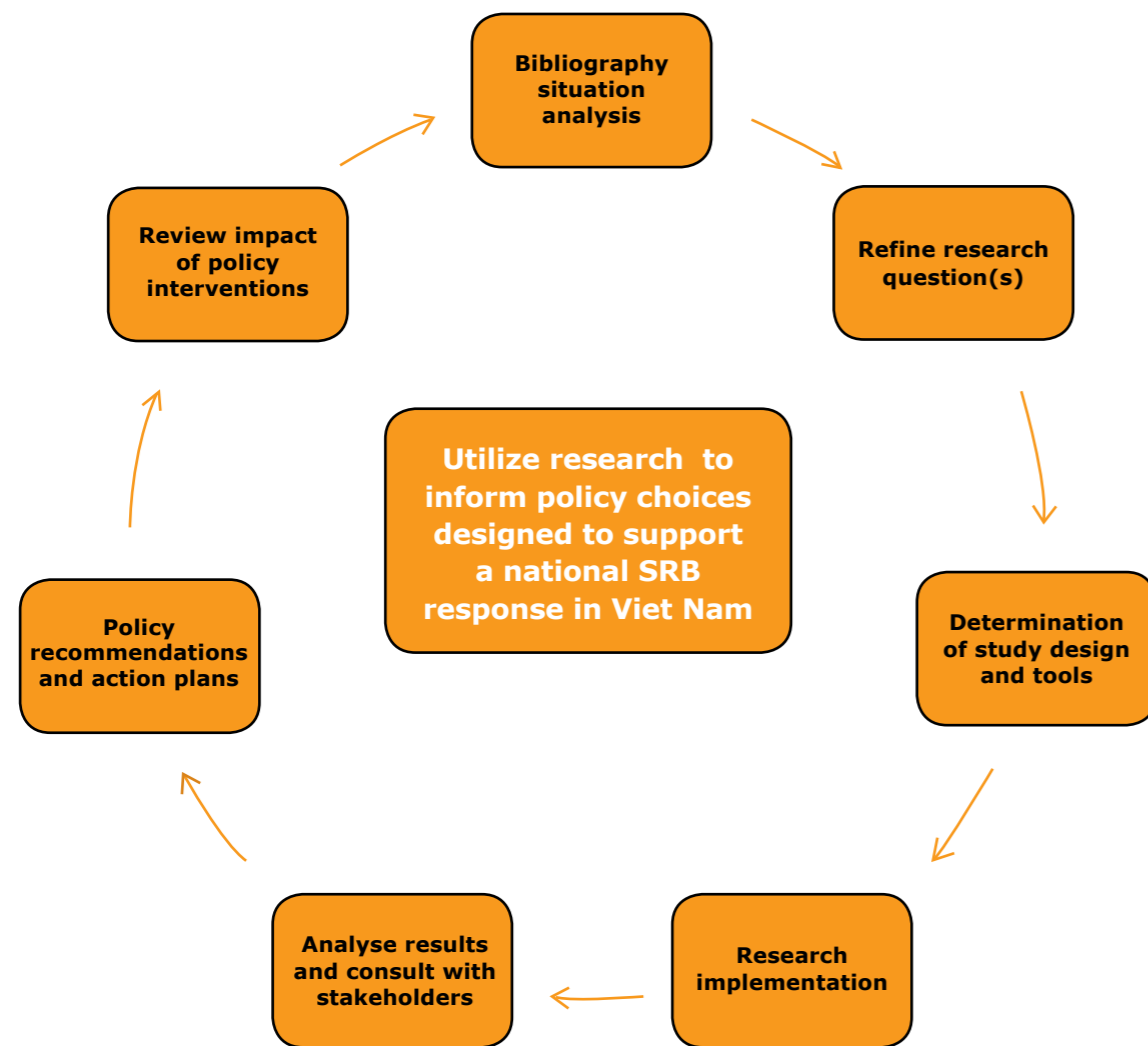 Bibliography
situation
analysis
Refine research
question(s)
Determination
of study design
and tools
Research
implementation
Analyse results
and consult with
stakeholders
Policy
recommendations
and action plans
Review impact
of policy
interventions
Utilize research to
inform policy choices
designed to support
a national SRB
response in Viet Nam